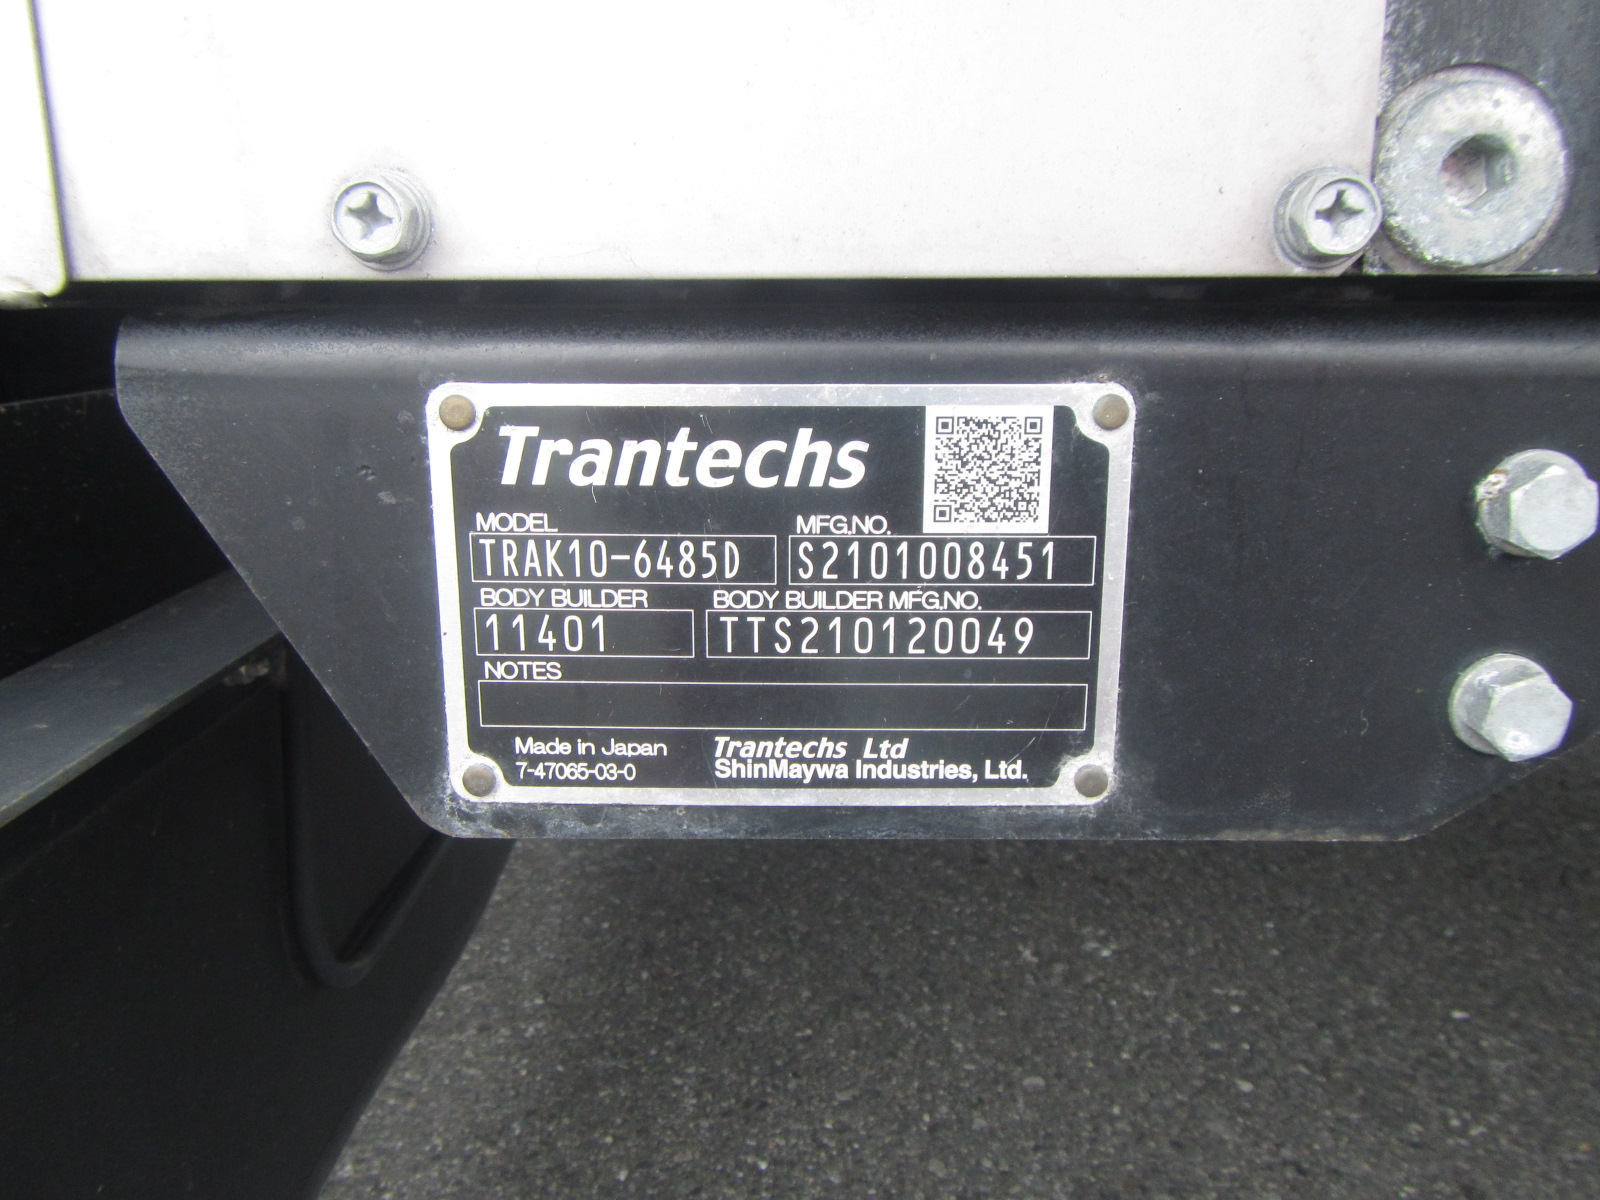 Trantechs
MODEL MFG.NO.
TRAK10-6485D S2101008451
BODY BUILDER BODY BUILDER MFG.NO.
11401 TTS210120049
NOTES
Made in Japan Trantechs Ltd
7-47065-03-0 ShinMaywa Industries, Ltd.